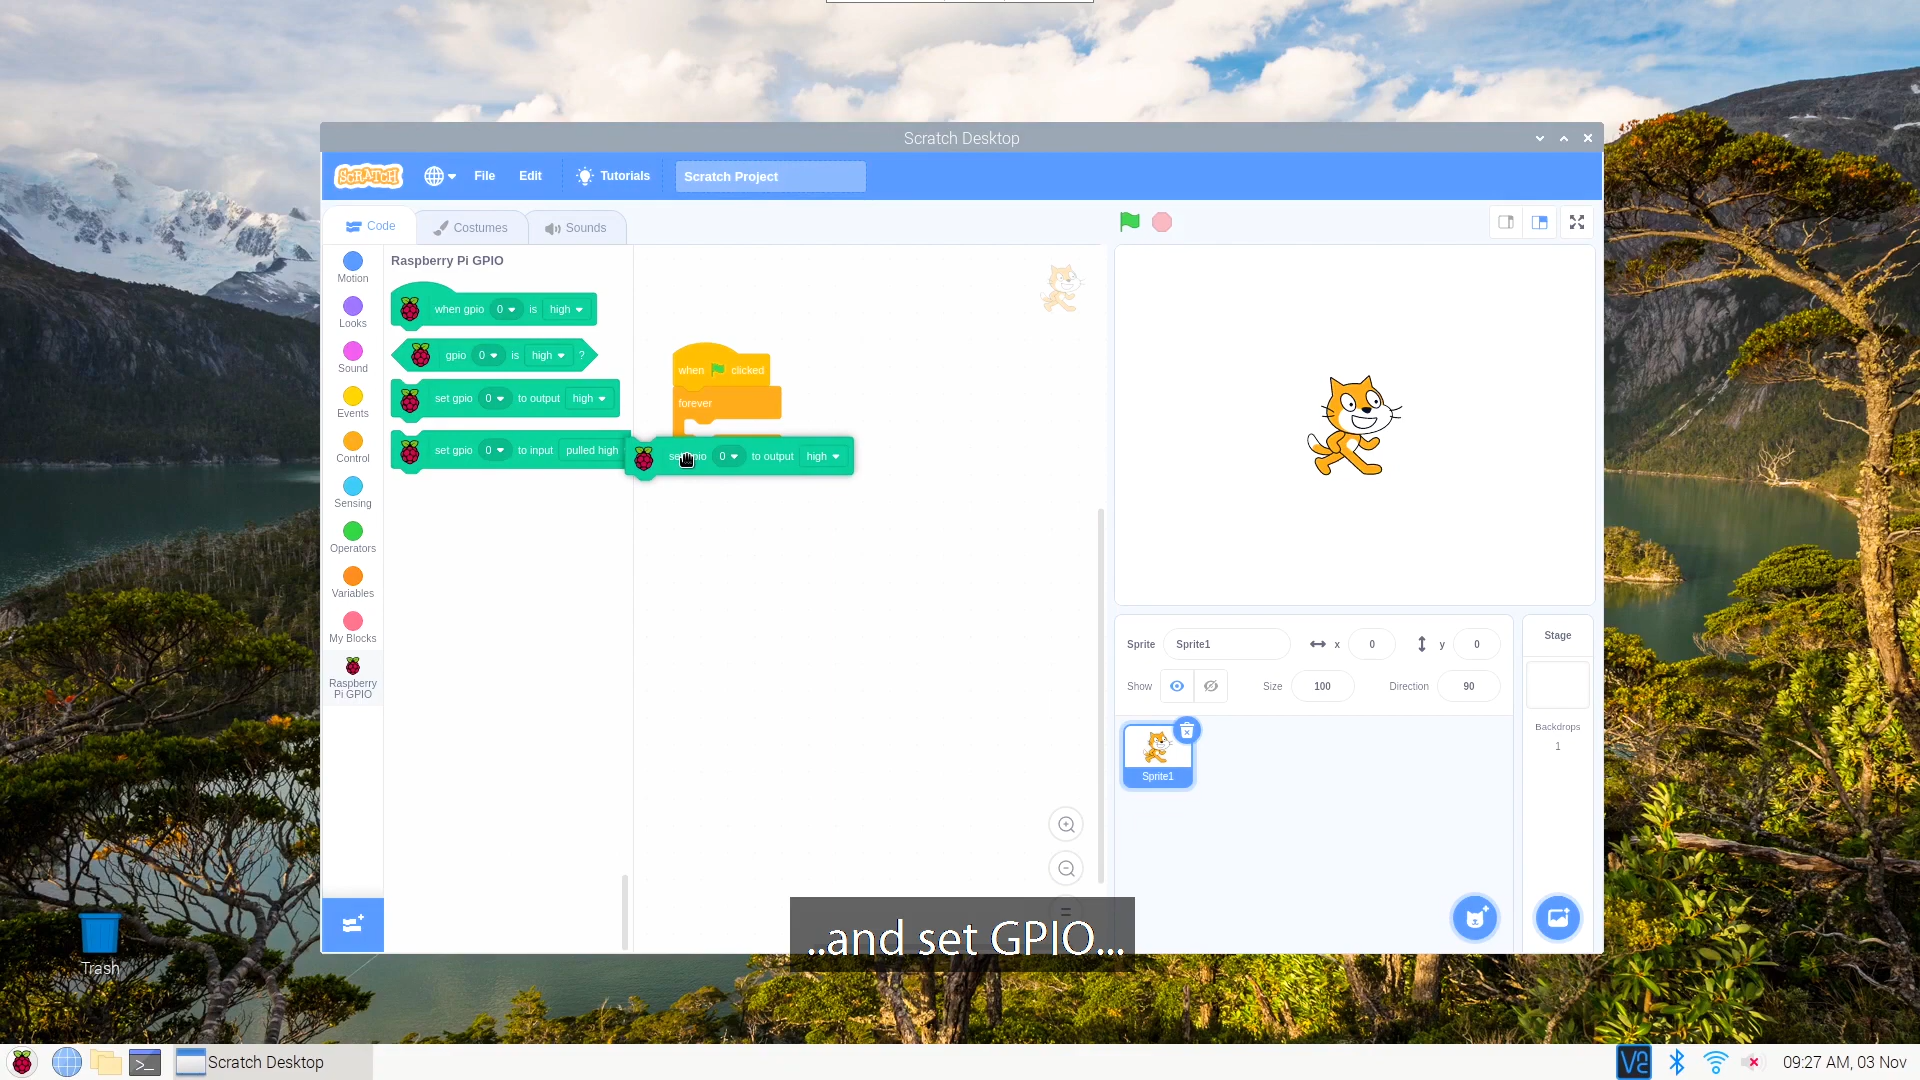 Scratch Desktop
SCRATCH
File
Edit
Tutorials
Scratch Project
Code
Costumes
Sounds
Motion
Looks
Sound
Events
Control
Sensing
Operators
Variables
My Blocks
Raspberry
Pi GPIO
Raspberry Pi GPIO
when gpio 0 is high
gpio 0 is high ?
set gpio 0 to output high
set gpio 0 to input pulled high
when clicked
forever
set gpio 0 to output high
Sprite Sprite1 x 0 y 0
Show Size 100 Direction 90
Sprite1
Stage
Backdrops
1
..and set GPIO...
Trash
Scratch Desktop
09:27 AM, 03 Nov